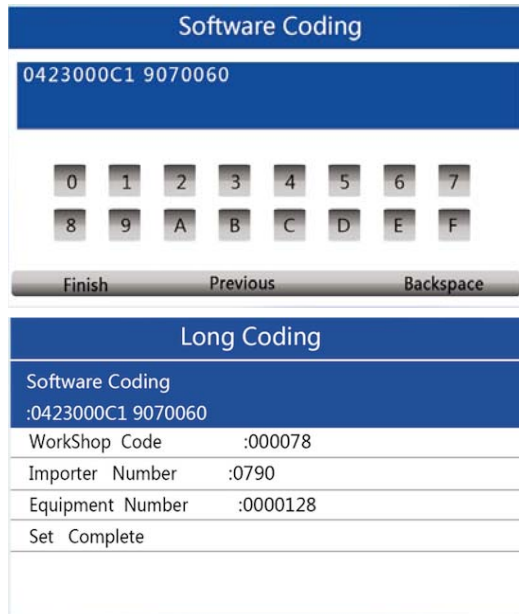 Software Coding
0423000C1 9070060
0 1 2 3 4 5 6 7
8 9 A B C D E F
Finish Previous Backspace
Long Coding
Software Coding
:0423000C1 9070060
WorkShop Code :000078
Importer Number :0790
Equipment Number :0000128
Set Complete